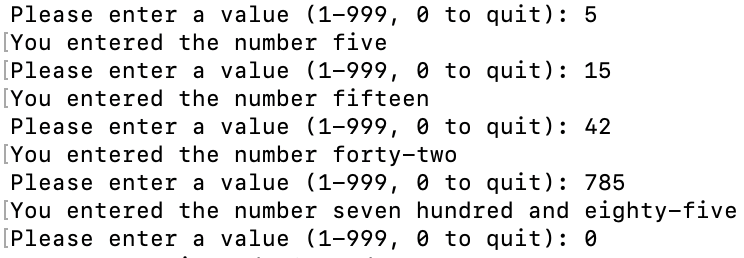 Please enter a value (1-999, 0 to quit): 5
[You entered the number five
[Please enter a value (1-999, 0 to quit): 15
[You entered the number fifteen
Please enter a value (1-999, 0 to quit): 42
[You entered the number forty-two
Please enter a value (1-999, 0 to quit): 785
[You entered the number seven hundred and eighty-five
[Please enter a value (1-999, 0 to quit): 0